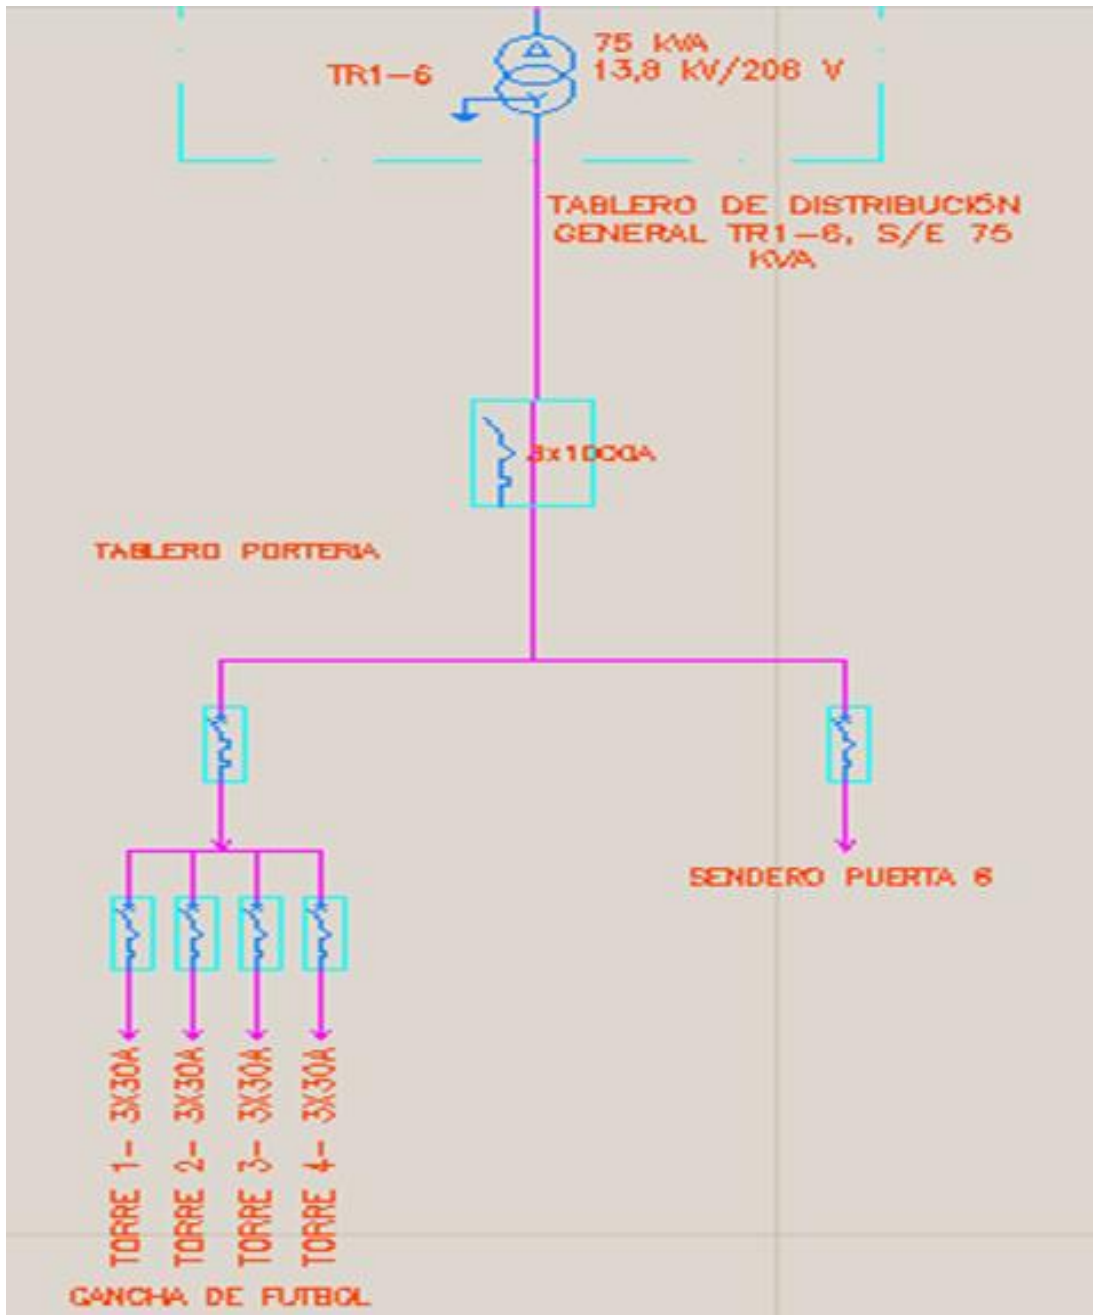 TR1-6
75 kVA
13,8 kV/208 V
TABLERO DE DISTRIBUCIÓN
GENERAL TR1-6, S/E 75
KVA
3x1000A
TABLERO PORTERIA
SENDERO PUERTA 6
TORRE 1- 3X30A
TORRE 2- 3X30A
TORRE 3- 3X30A
TORRE 4- 3X30A
CANCHA DE FUTBOL